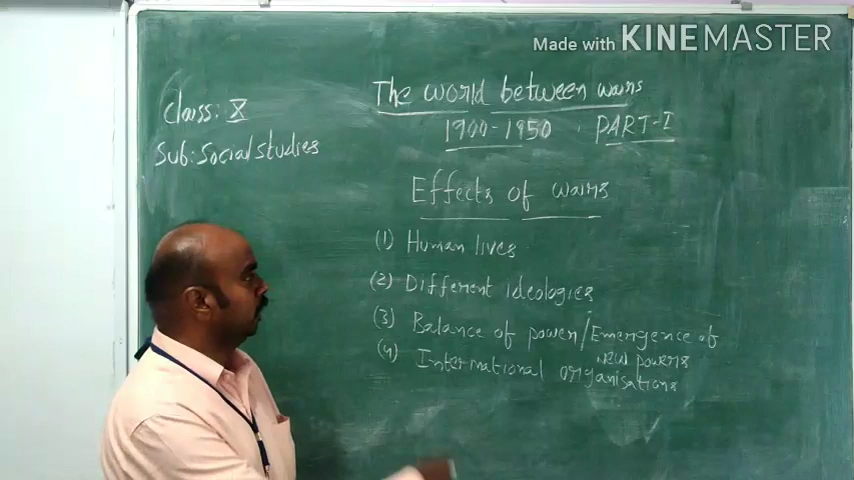 Made with KINEMASTER
Class: X
Sub: Social studies
The world between wars
1900-1950 PART-I
Effects of wars
(1) Human lives
(2) Different ideologies
(3) Balance of power/Emergence of
new powers
(4) International organisations